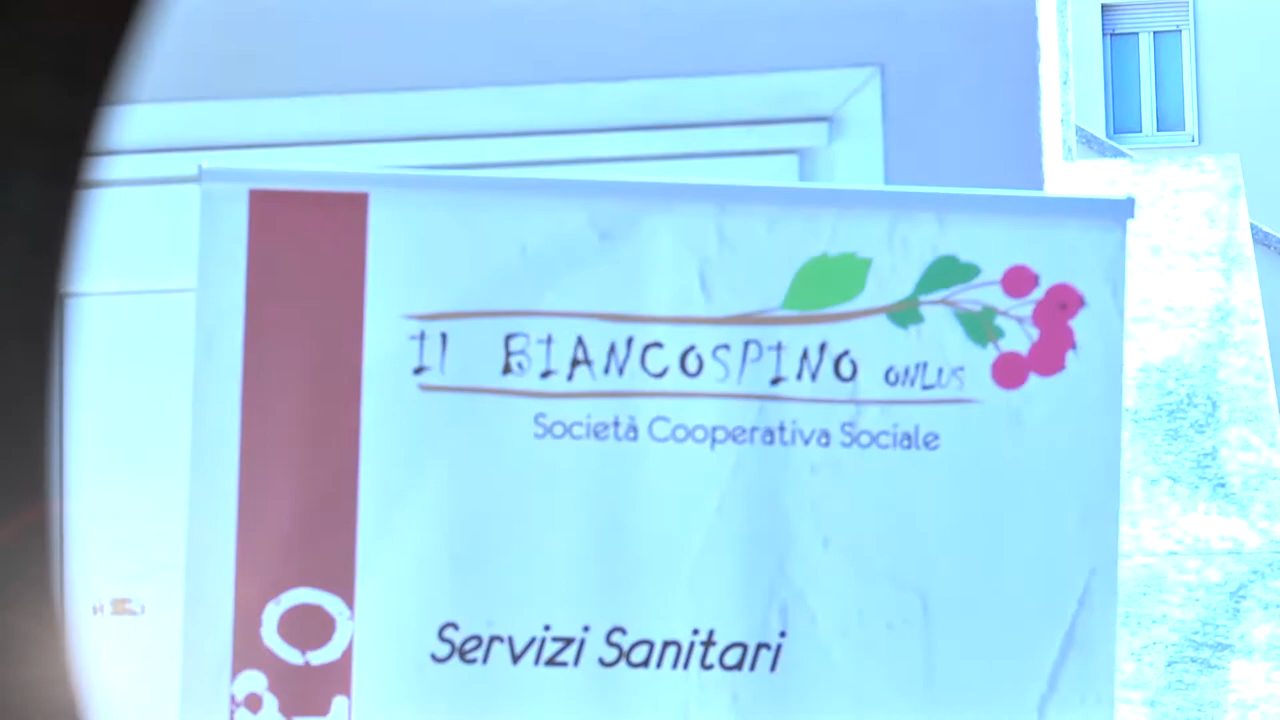 Il BIANCOSPINO ONLUS
Società Cooperativa Sociale
Servizi Sanitari